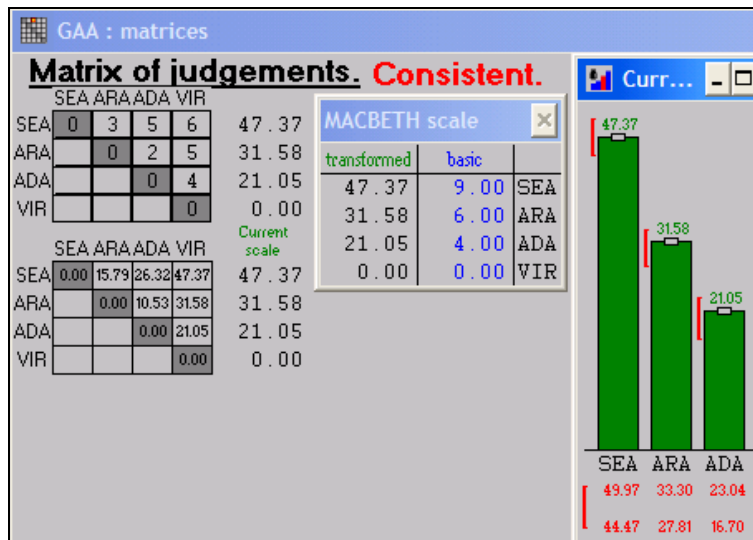 GAA : matrices
Matrix of judgements. Consistent.
SEA ARA ADA VIR
SEA 0 3 5 6 47.37
ARA 0 2 5 31.58
ADA 0 4 21.05
VIR 0 0.00
Current
scale
SEA ARA ADA VIR
SEA 0.00 15.79 26.32 47.37 47.37
ARA 0.00 10.53 31.58 31.58
ADA 0.00 21.05 21.05
VIR 0.00 0.00
MACBETH scale
transformed basic
47.37 9.00 SEA
31.58 6.00 ARA
21.05 4.00 ADA
0.00 0.00 VIR
Curr...
47.37
31.58
21.05
SEA ARA ADA
49.97 33.30 23.04
44.47 27.81 16.70